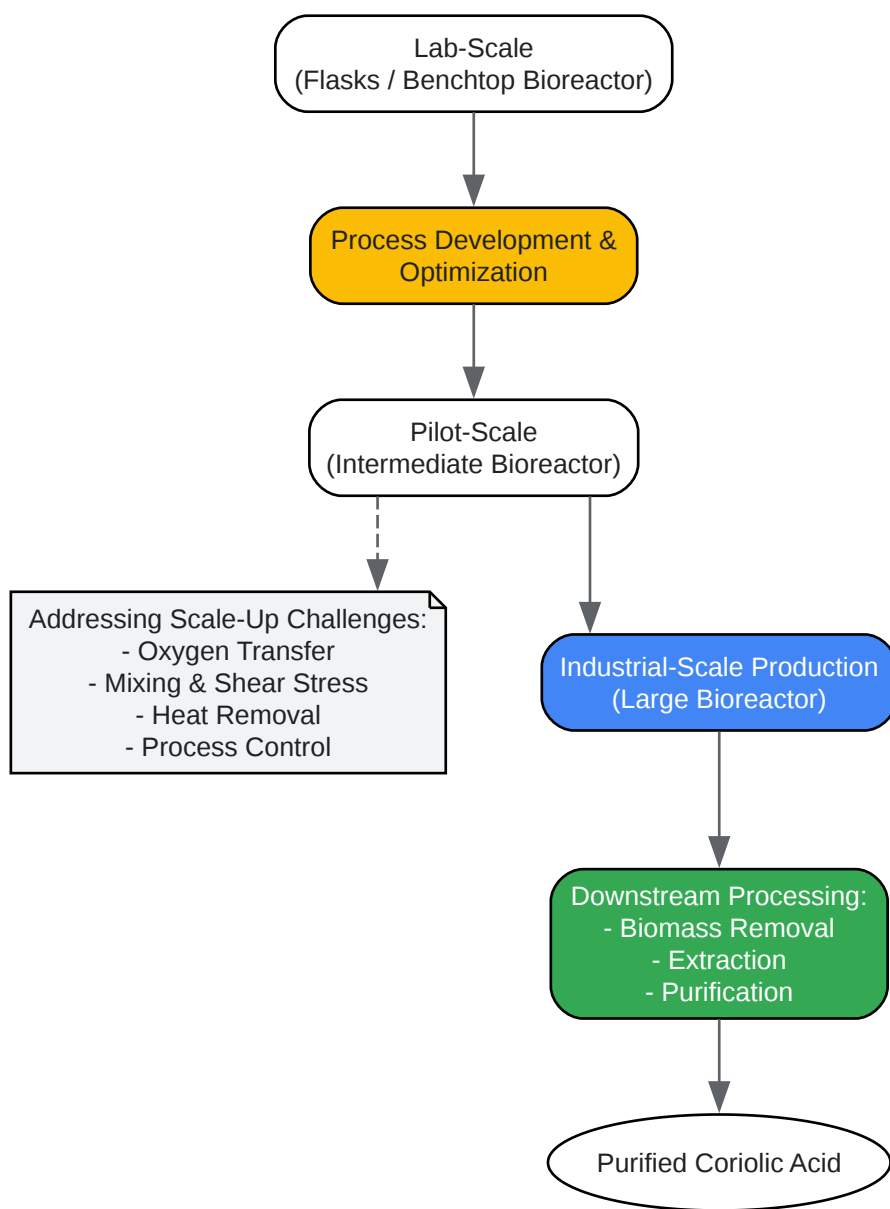 Lab-Scale
(Flasks / Benchtop Bioreactor)
Process Development &
Optimization
Pilot-Scale
(Intermediate Bioreactor)
Addressing Scale-Up Challenges:
- Oxygen Transfer
- Mixing & Shear Stress
- Heat Removal
- Process Control
Industrial-Scale Production
(Large Bioreactor)
Downstream Processing:
- Biomass Removal
- Extraction
- Purification
Purified Coriolic Acid